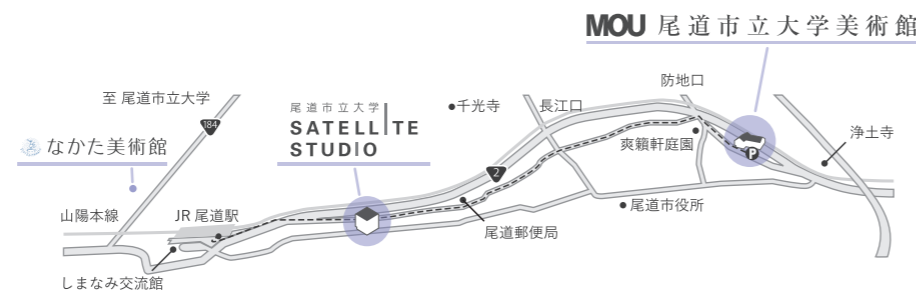 MOU 尾道市立大学美術館
防地口
至 尾道市立大学
尾道市立大学
SATELLITE
STUDIO
千光寺
長江口
184
浄土寺
なかた美術館
爽籟軒庭園
P
2
山陽本線
JR 尾道駅
尾道市役所
尾道郵便局
しまなみ交流館